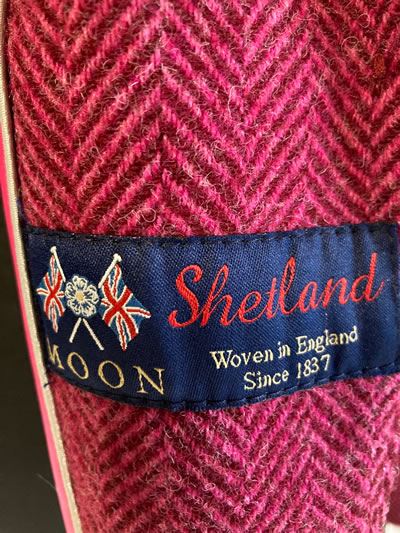 Shetland
MOON
Woven in England
Since 1837